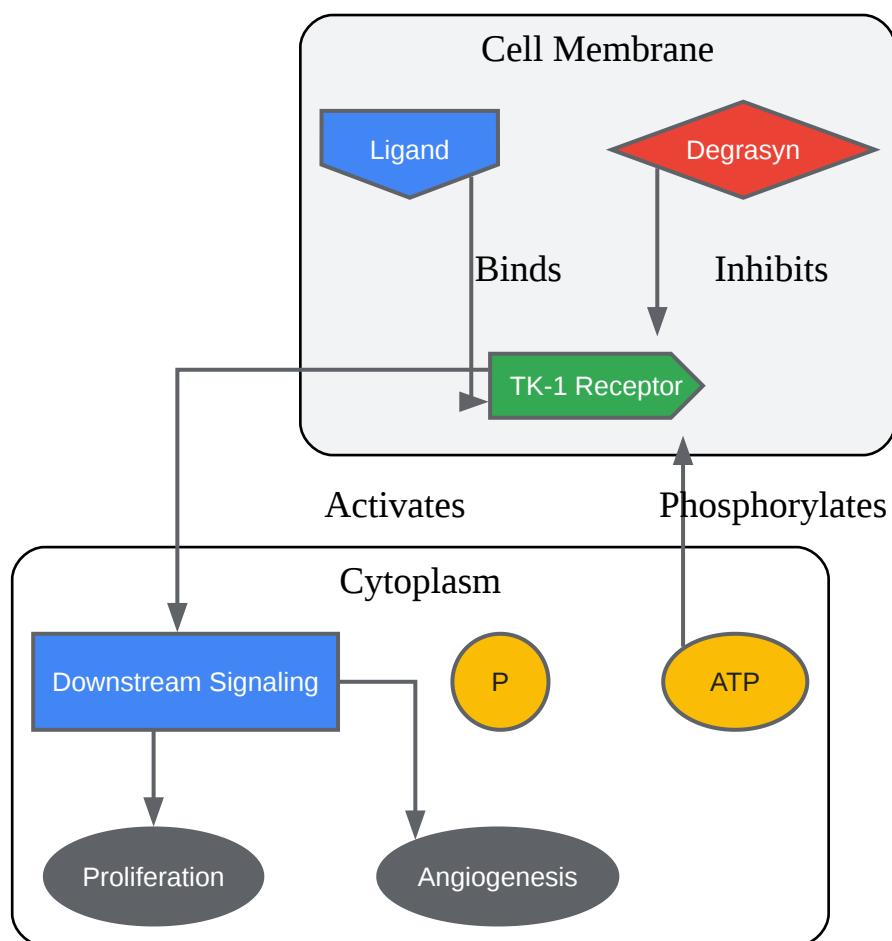 Cell Membrane
Ligand
Degrasyn
Binds
Inhibits
TK-1 Receptor
Activates
Phosphorylates
Cytoplasm
Downstream Signaling
P
ATP
Proliferation
Angiogenesis